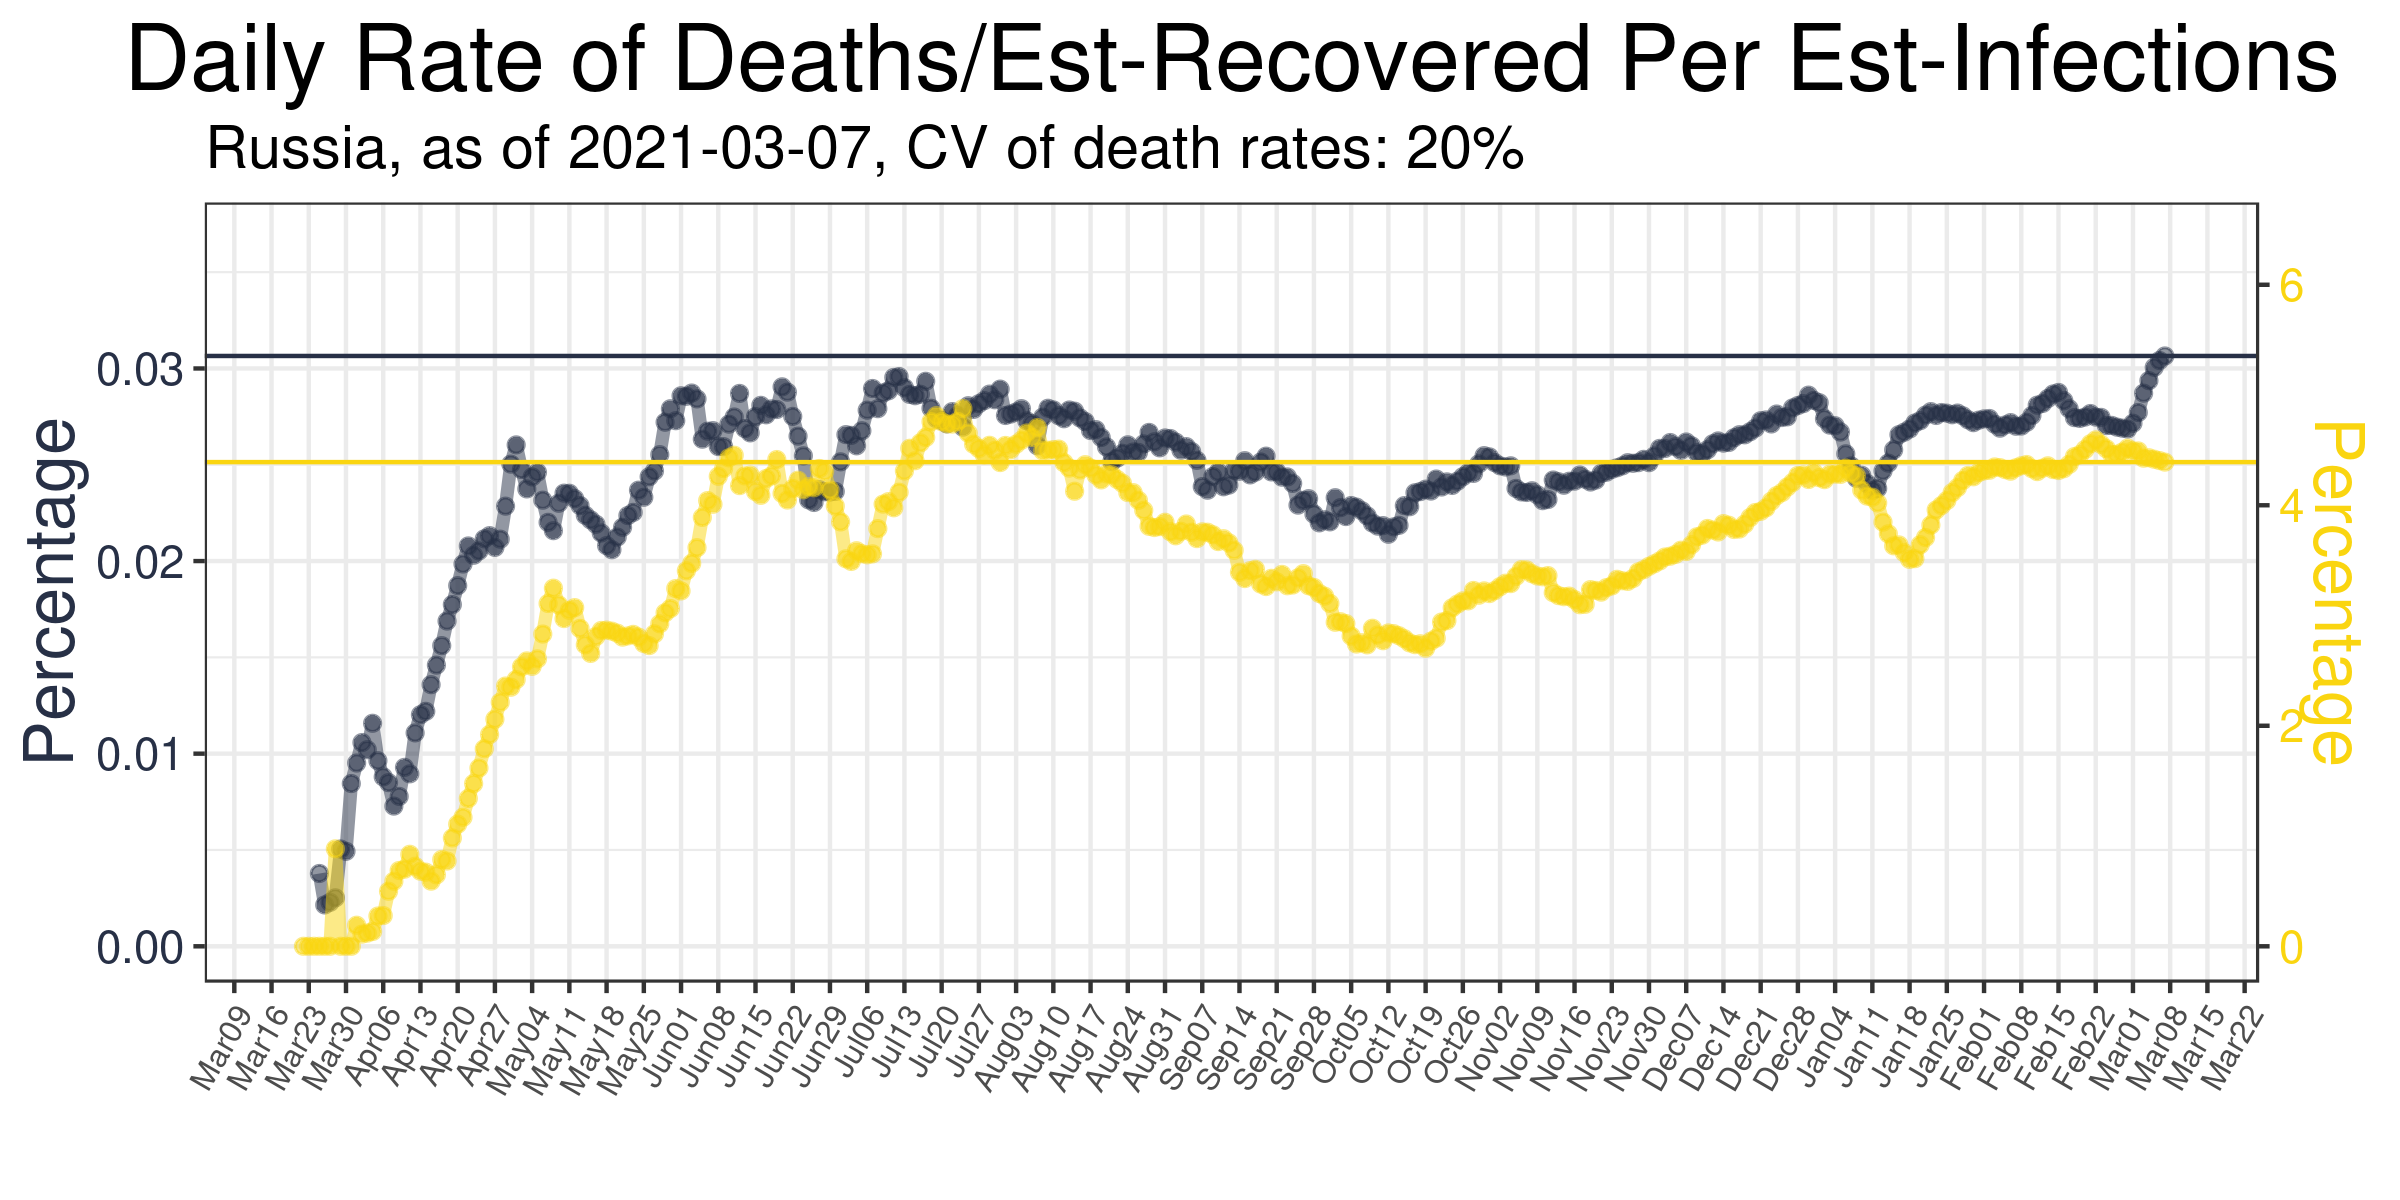 Daily Rate of Deaths/Est-Recovered Per Est-Infections
Russia, as of 2021-03-07, CV of death rates: 20%
Percentage
0.03
0.02
0.01
0.00
6
4
2
0
Percentage
Mar09
Mar16
Mar23
Mar30
Apr06
Apr13
Apr20
Apr27
May04
May11
May18
May25
Jun01
Jun08
Jun15
Jun22
Jun29
Jul06
Jul13
Jul20
Jul27
Aug03
Aug10
Aug17
Aug24
Aug31
Sep07
Sep14
Sep21
Sep28
Oct05
Oct12
Oct19
Oct26
Nov02
Nov09
Nov16
Nov23
Nov30
Dec07
Dec14
Dec21
Dec28
Jan04
Jan11
Jan18
Jan25
Feb01
Feb08
Feb15
Feb22
Mar01
Mar08
Mar15
Mar22